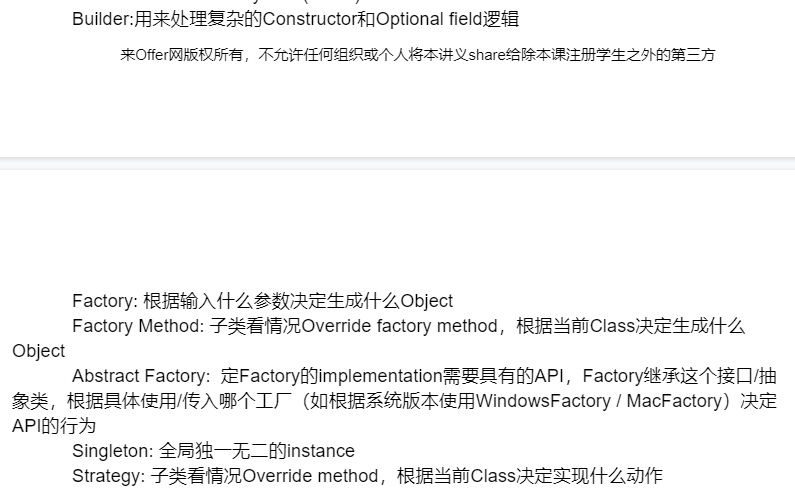 Builder:用来处理复杂的Constructor和Optional field逻辑
来Offer网版权所有，不允许任何组织或个人将本讲义share给除本课注册学生之外的第三方
Factory: 根据输入什么参数决定生成什么Object
Factory Method: 子类看情况Override factory method，根据当前Class决定生成什么
Object
Abstract Factory: 定Factory的implementation需要具有的API，Factory继承这个接口/抽
象类，根据具体使用/传入哪个工厂（如根据系统版本使用WindowsFactory / MacFactory）决定
API的行为
Singleton: 全局独一无二的instance
Strategy: 子类看情况Override method，根据当前Class决定实现什么动作